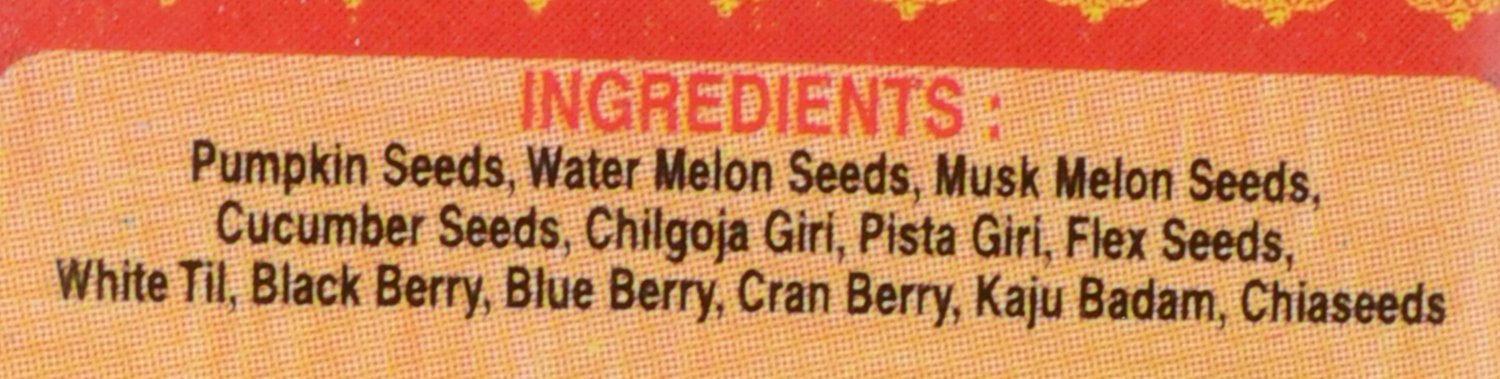 INGREDIENTS :
Pumpkin Seeds, Water Melon Seeds, Musk Melon Seeds,
Cucumber Seeds, Chilgoja Giri, Pista Giri, Flex Seeds,
White Til, Black Berry, Blue Berry, Cran Berry, Kaju Badam, Chiaseeds